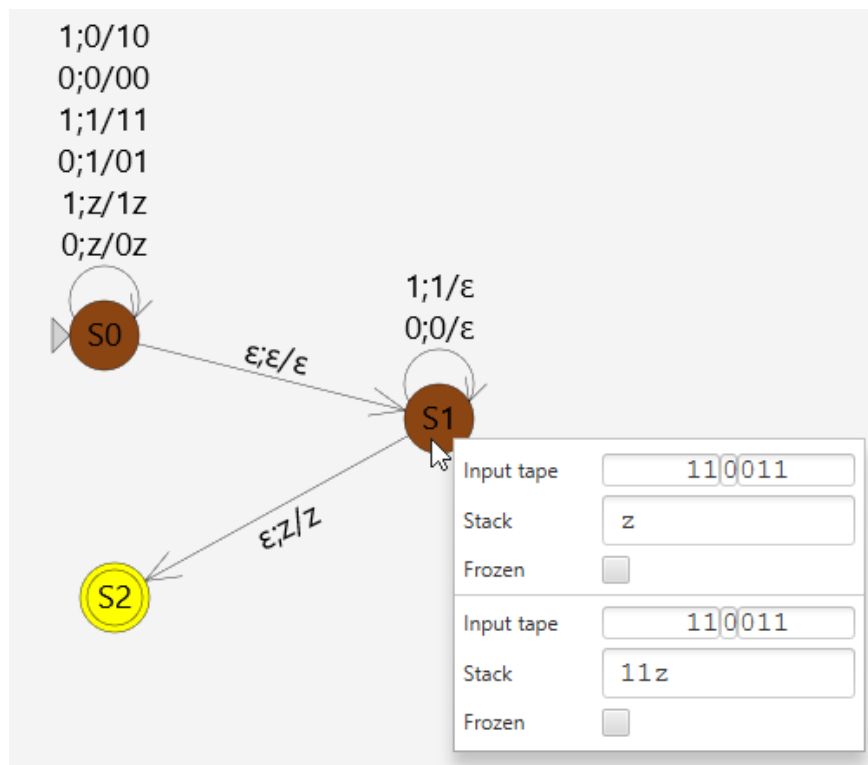 1;0/10
0;0/00
1;1/11
0;1/01
1;z/1z
0;z/0z
S0
ε;ε/ε
1;1/ε
0;0/ε
S1
ε;z/z
S2
Input tape 110011
Stack z
Frozen
Input tape 110011
Stack 11z
Frozen